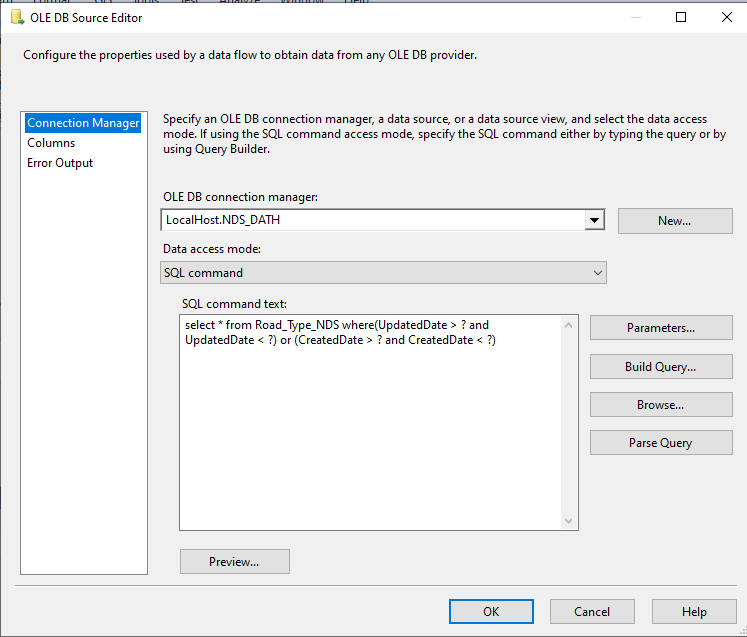 OLE DB Source Editor
Configure the properties used by a data flow to obtain data from any OLE DB provider.
Connection Manager
Columns
Error Output
Specify an OLE DB connection manager, a data source, or a data source view, and select the data access
mode. If using the SQL command access mode, specify the SQL command either by typing the query or by
using Query Builder.
OLE DB connection manager:
LocalHost.NDS_DATH
New...
Data access mode:
SQL command
SQL command text:
select * from Road_Type_NDS where(UpdatedDate > ? and
UpdatedDate < ?) or (CreatedDate > ? and CreatedDate < ?)
Parameters...
Build Query...
Browse...
Parse Query
Preview...
OK
Cancel
Help